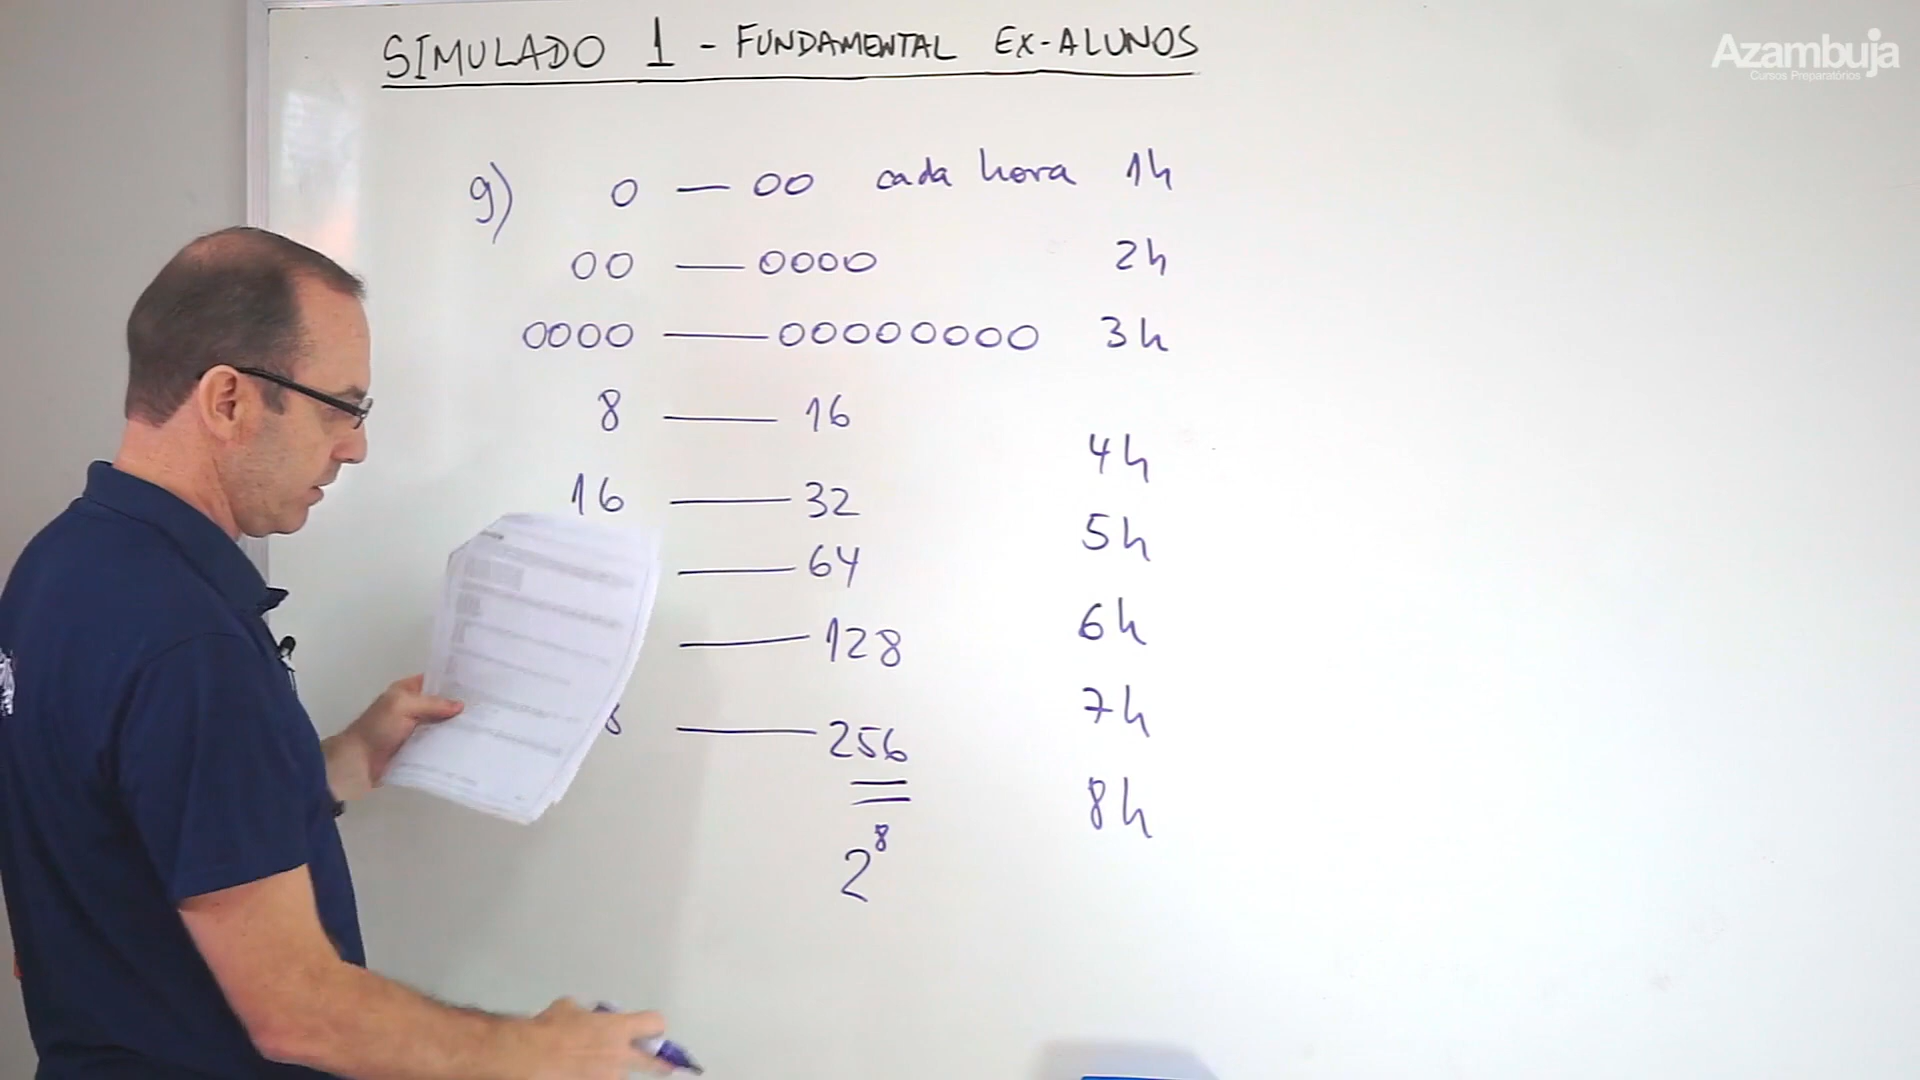 SIMULADO 1 - FUNDAMENTAL EX-ALUNOS
Azambuja
Cursos Preparatórios
9) O — OO cada hora 1h
OO — OOOO 2h
OOOO — OOOOOOOO 3h
8 — 16 4h
16 — 32 5h
— 64 6h
— 128 7h
8 — 256 8h
2⁸